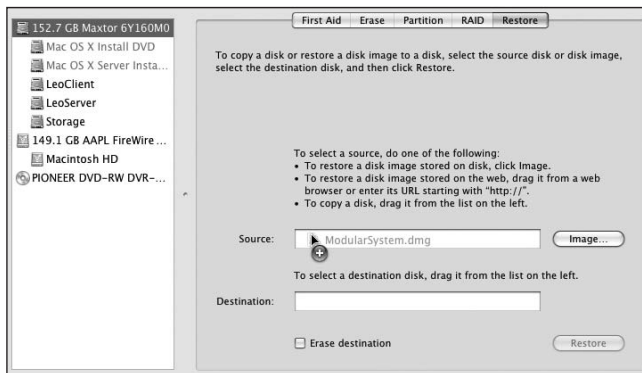 152.7 GB Maxtor 6Y160M0
Mac OS X Install DVD
Mac OS X Server Insta...
LeoClient
LeoServer
Storage
149.1 GB AAPL FireWire ...
Macintosh HD
PIONEER DVD-RW DVR-...
First Aid Erase Partition RAID Restore
To copy a disk or restore a disk image to a disk, select the source disk or disk image,
select the destination disk, and then click Restore.
To select a source, do one of the following:
• To restore a disk image stored on disk, click Image.
• To restore a disk image stored on the web, drag it from a web
browser or enter its URL starting with “http://”.
• To copy a disk, drag it from the list on the left.
Source: ModularSystem.dmg Image...
To select a destination disk, drag it from the list on the left.
Destination:
Erase destination Restore